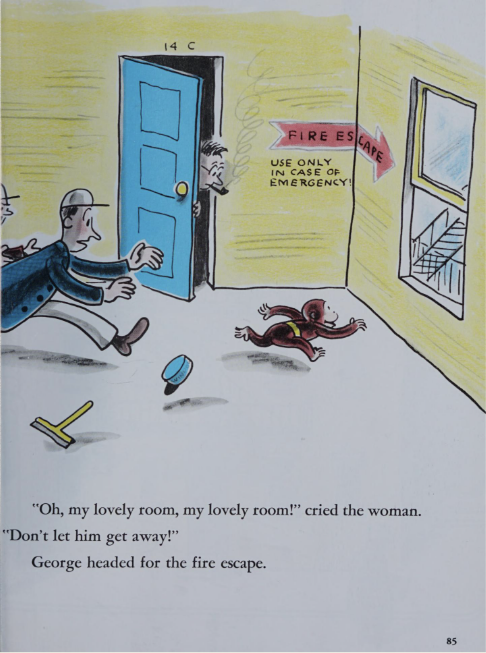 14 C
FIRE ESCAPE
USE ONLY
IN CASE OF
EMERGENCY!
"Oh, my lovely room, my lovely room!" cried the woman.
"Don't let him get away!"
George headed for the fire escape.
85